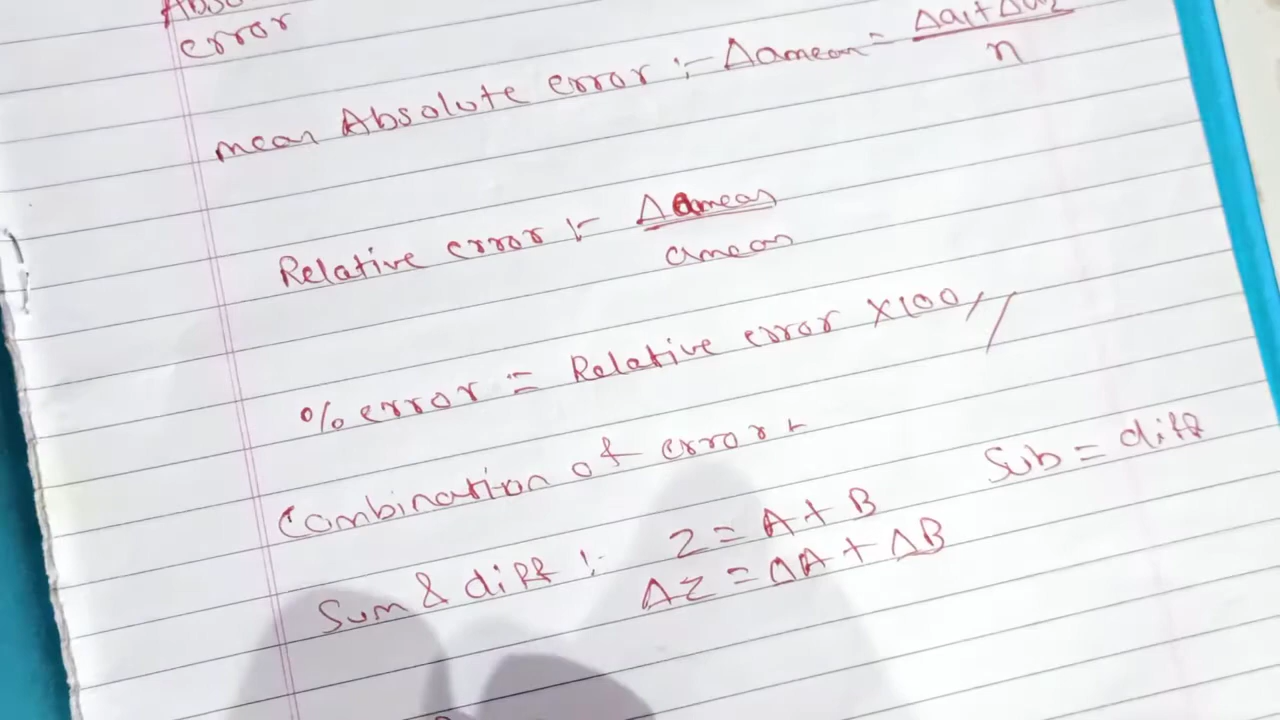 error
mean Absolute error :- Δamean = Δa₁+Δa₂ / n
Relative error :- Δamean / amean
% error = Relative error X100//
Combination of error :-
Sub = diff
Sum & diff :- Z = A + B
ΔZ = ΔA + ΔB